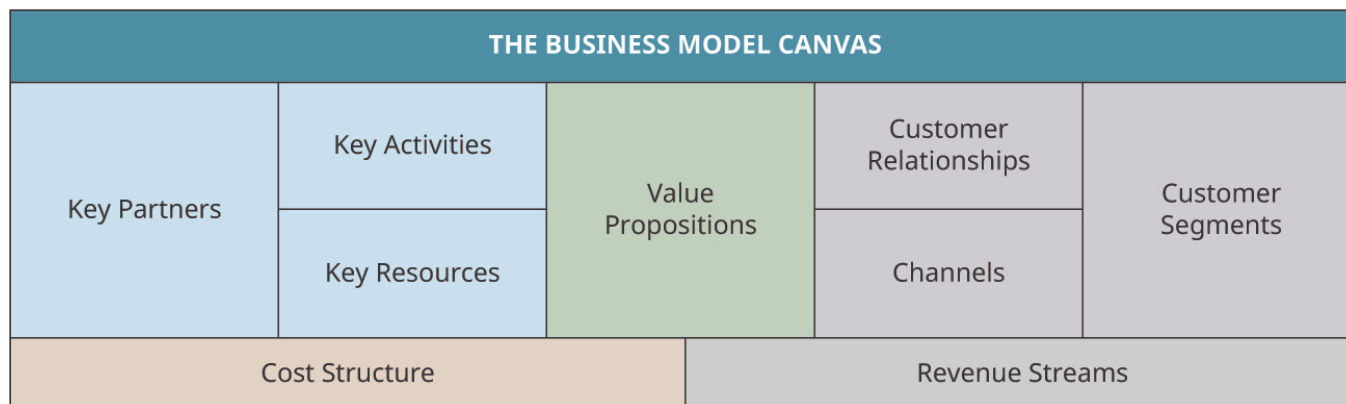 THE BUSINESS MODEL CANVAS
Key Partners
Key Activities
Key Resources
Value
Propositions
Customer
Relationships
Channels
Customer
Segments
Cost Structure
Revenue Streams